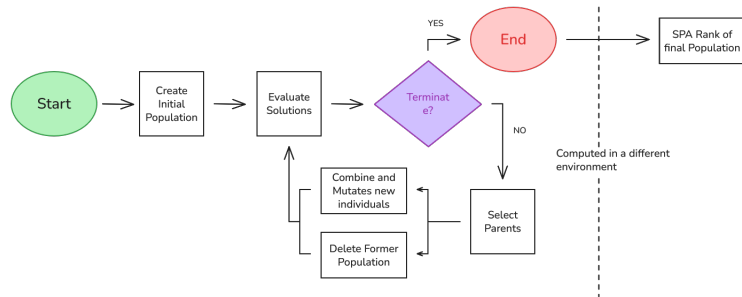 YES
End
SPA Rank of
final Population
Start
Create
Initial
Population
Evaluate
Solutions
Terminat
e?
NO
Computed in a different
environment
Combine and
Mutates new
individuals
Select
Parents
Delete Former
Population